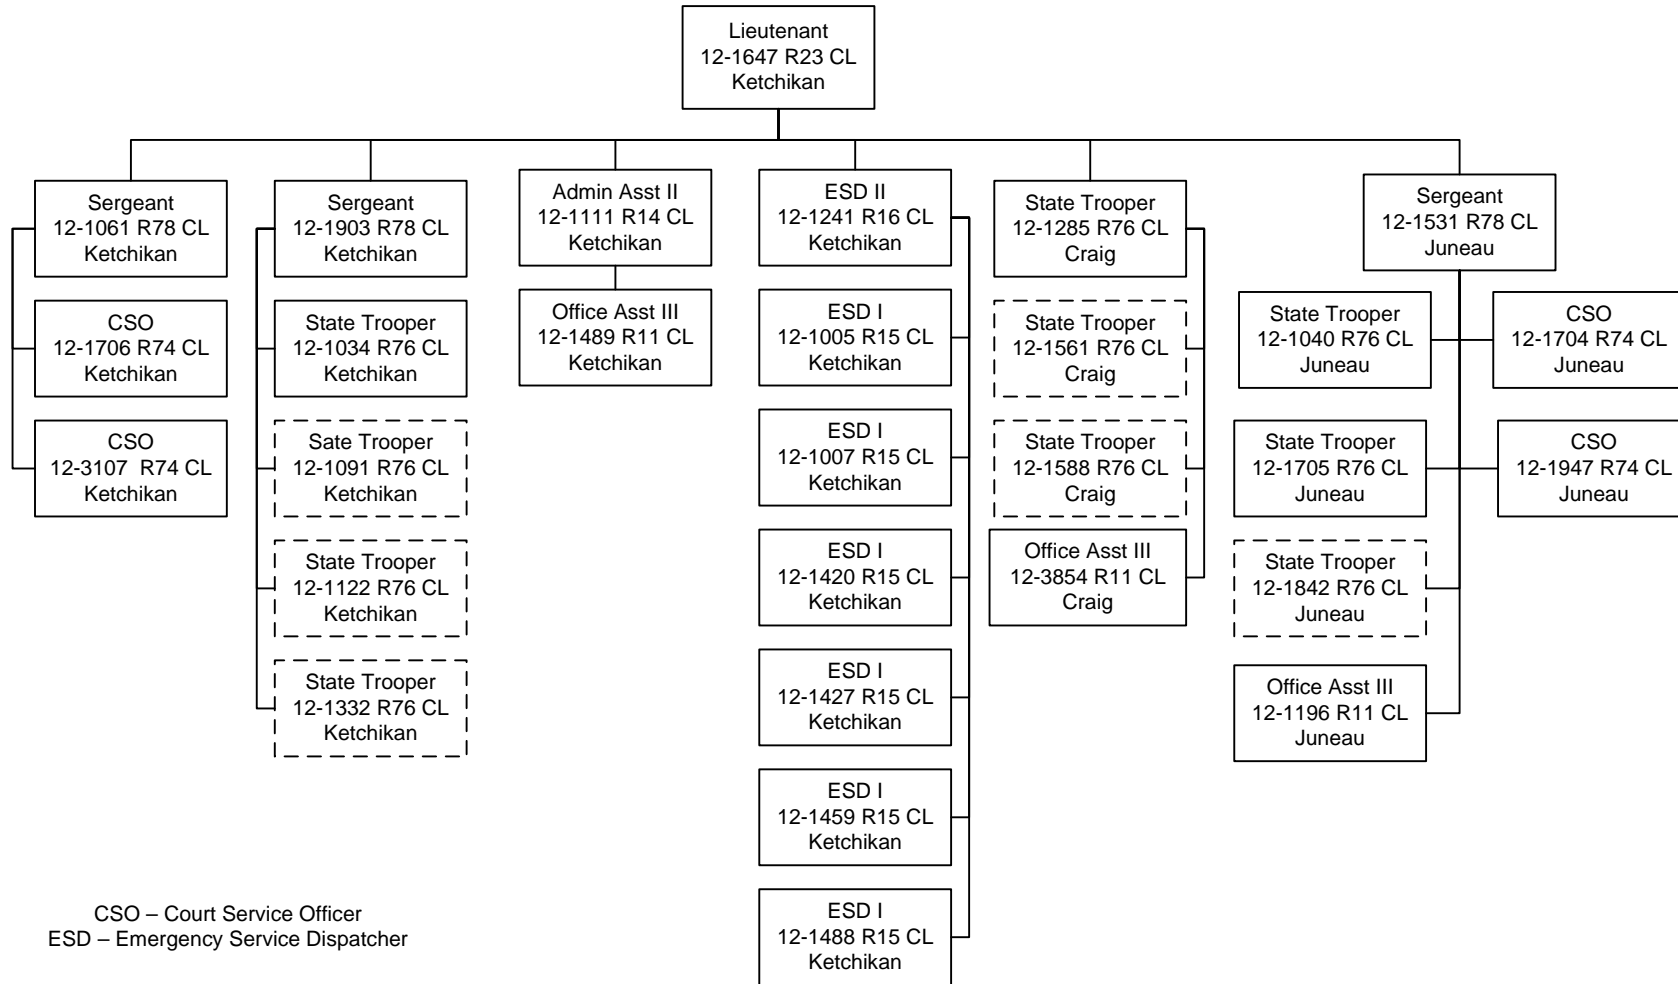 Lieutenant
12-1647 R23 CL
Ketchikan
Sergeant
12-1061 R78 CL
Ketchikan
CSO
12-1706 R74 CL
Ketchikan
CSO
12-3107  R74 CL
Ketchikan
Sergeant
12-1903 R78 CL
Ketchikan
State Trooper
12-1034 R76 CL
Ketchikan
Sate Trooper
12-1091 R76 CL
Ketchikan
State Trooper
12-1122 R76 CL
Ketchikan
State Trooper
12-1332 R76 CL
Ketchikan
Admin Asst II
12-1111 R14 CL
Ketchikan
Office Asst III
12-1489 R11 CL
Ketchikan
ESD II
12-1241 R16 CL
Ketchikan
ESD I
12-1005 R15 CL
Ketchikan
ESD I
12-1007 R15 CL
Ketchikan
ESD I
12-1420 R15 CL
Ketchikan
ESD I
12-1427 R15 CL
Ketchikan
ESD I
12-1459 R15 CL
Ketchikan
ESD I
12-1488 R15 CL
Ketchikan
State Trooper
12-1285 R76 CL
Craig
State Trooper
12-1561 R76 CL
Craig
State Trooper
12-1588 R76 CL
Craig
Office Asst III
12-3854 R11 CL
Craig
Sergeant
12-1531 R78 CL
Juneau
State Trooper
12-1040 R76 CL
Juneau
CSO
12-1704 R74 CL
Juneau
State Trooper
12-1705 R76 CL
Juneau
CSO
12-1947 R74 CL
Juneau
State Trooper
12-1842 R76 CL
Juneau
Office Asst III
12-1196 R11 CL
Juneau
CSO – Court Service Officer
ESD – Emergency Service Dispatcher